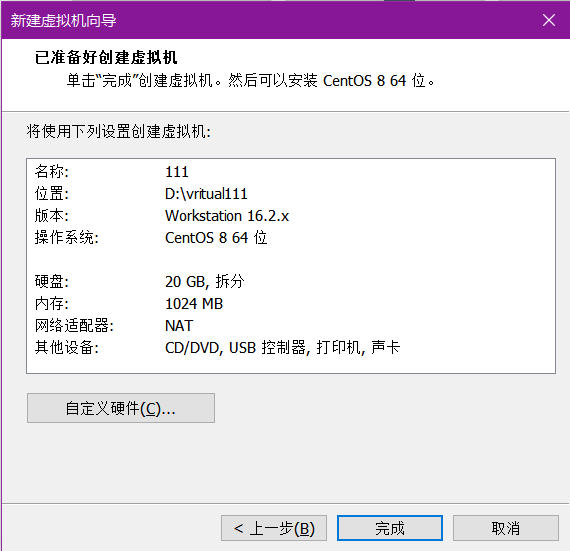 新建虚拟机向导
已准备好创建虚拟机
单击“完成”创建虚拟机。然后可以安装 CentOS 8 64 位。
将使用下列设置创建虚拟机:
名称: 111
位置: D:\vritual111
版本: Workstation 16.2.x
操作系统: CentOS 8 64 位
硬盘: 20 GB, 拆分
内存: 1024 MB
网络适配器: NAT
其他设备: CD/DVD, USB 控制器, 打印机, 声卡
自定义硬件(C)...
< 上一步(B) 完成 取消